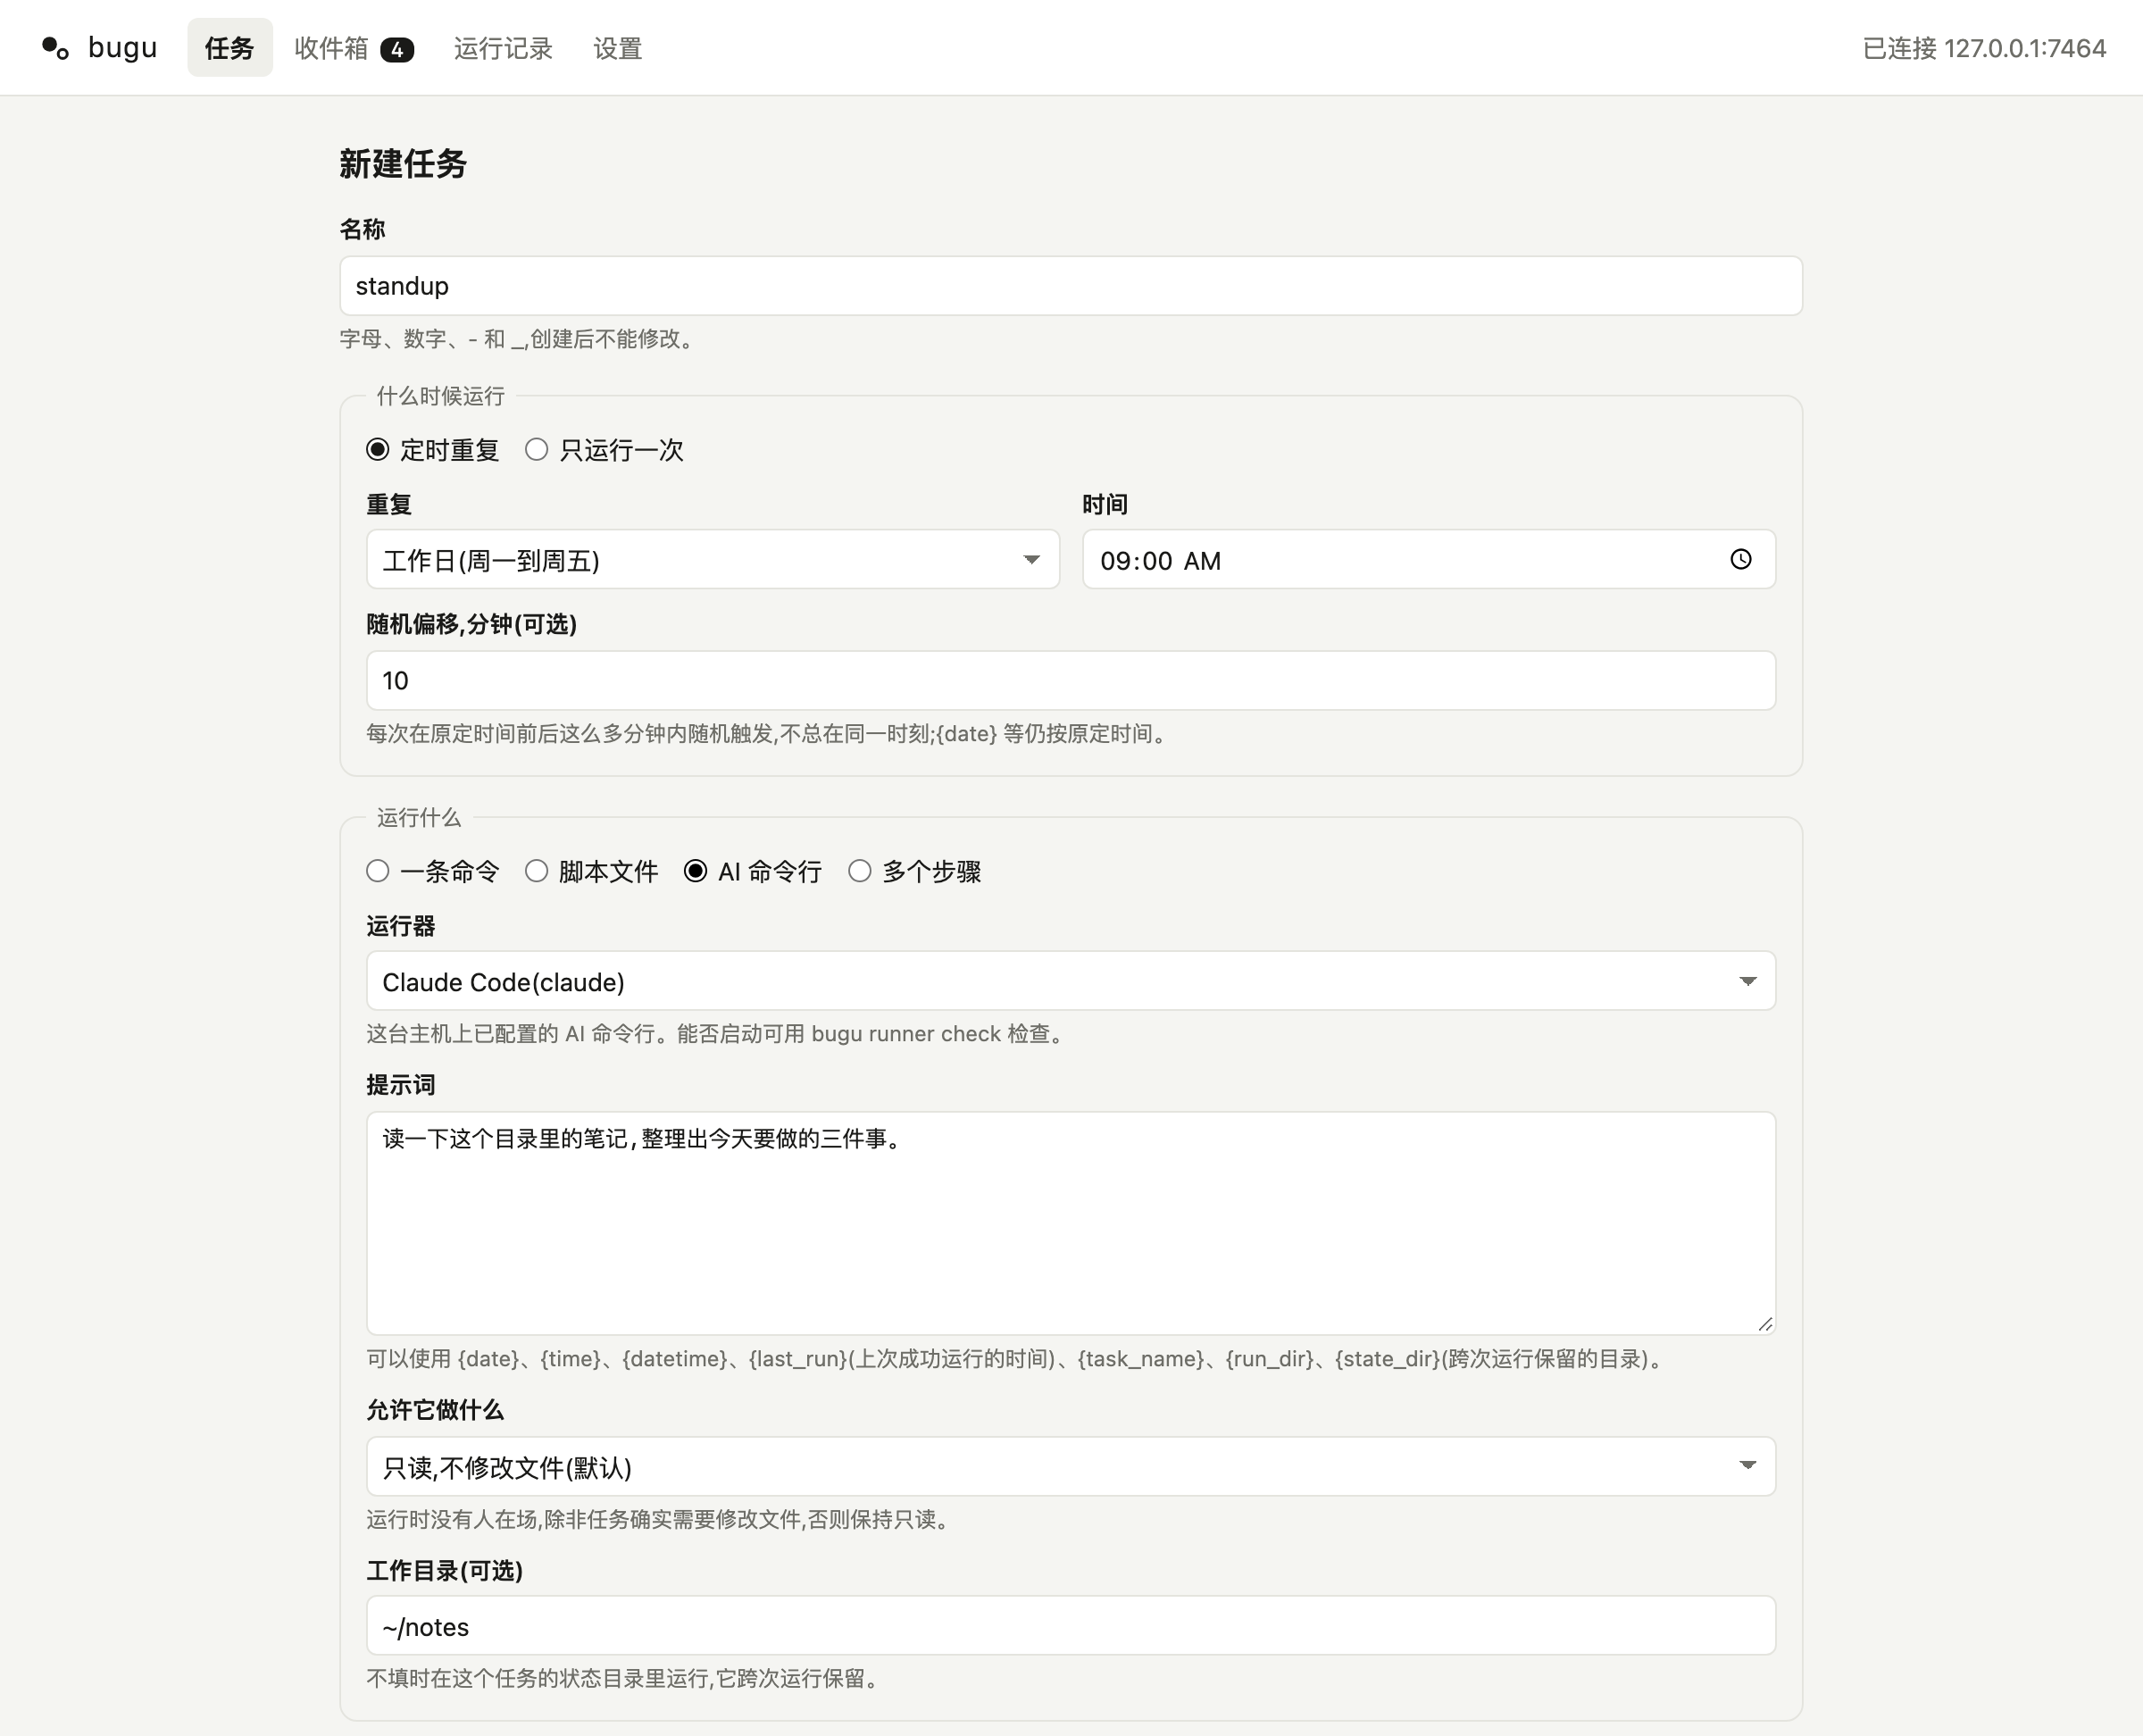 bugu 任务 收件箱 4 运行记录 设置 已连接 127.0.0.1:7464
新建任务
名称
standup
字母、数字、- 和 _,创建后不能修改。
什么时候运行
定时重复 只运行一次
重复 时间
工作日(周一到周五) 09:00 AM
随机偏移,分钟(可选)
10
每次在原定时间前后这么多分钟内随机触发,不总在同一时刻;{date} 等仍按原定时间。
运行什么
一条命令 脚本文件 AI 命令行 多个步骤
运行器
Claude Code(claude)
这台主机上已配置的 AI 命令行。能否启动可用 bugu runner check 检查。
提示词
读一下这个目录里的笔记,整理出今天要做的三件事。
可以使用 {date}、{time}、{datetime}、{last_run}(上次成功运行的时间)、{task_name}、{run_dir}、{state_dir}(跨次运行保留的目录)。
允许它做什么
只读,不修改文件(默认)
运行时没有人在场,除非任务确实需要修改文件,否则保持只读。
工作目录(可选)
~/notes
不填时在这个任务的状态目录里运行,它跨次运行保留。